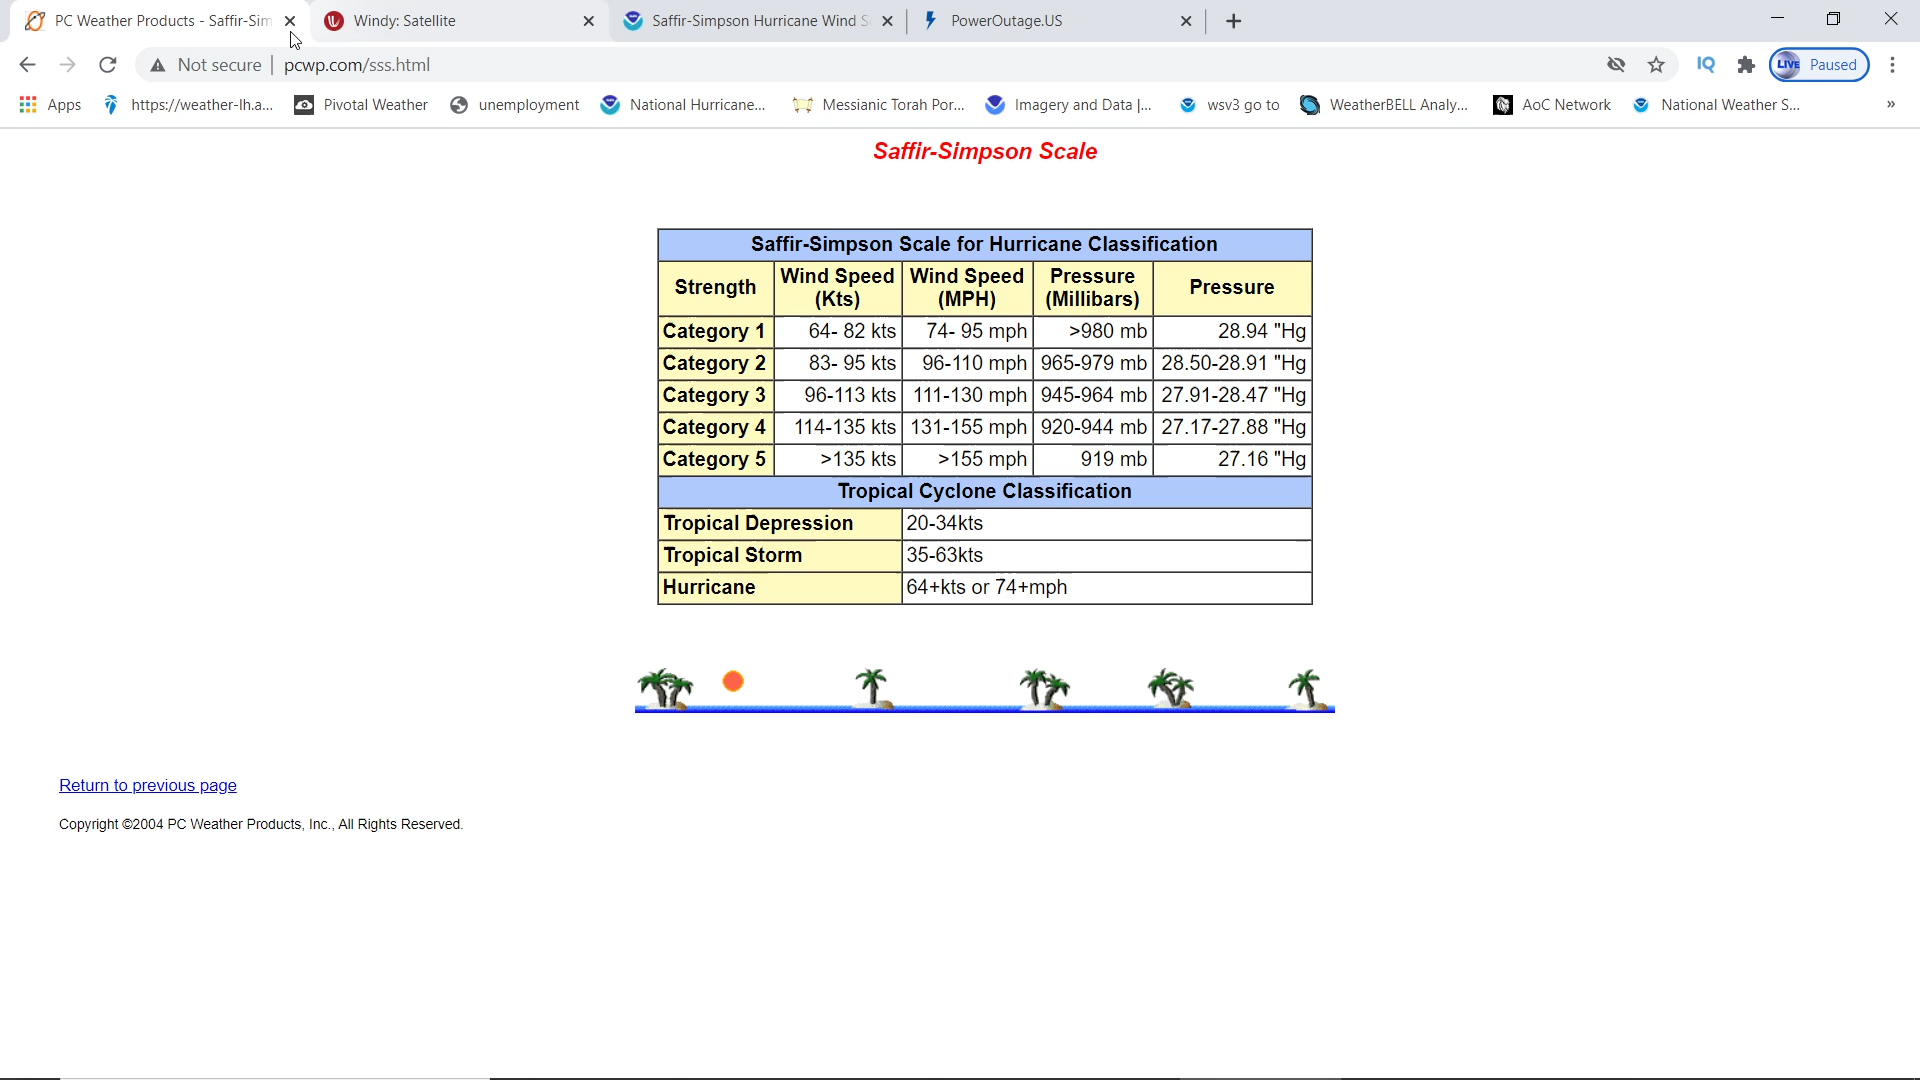 PC Weather Products - Saffir-Sim
Windy: Satellite
Saffir-Simpson Hurricane Wind S
PowerOutage.US
Not secure | pcwp.com/sss.html
IQ
LIVE Paused
Apps
https://weather-lh.a...
Pivotal Weather
unemployment
National Hurricane...
Messianic Torah Por...
Imagery and Data |...
wsv3 go to
WeatherBELL Analy...
AoC Network
National Weather S...
»
Saffir-Simpson Scale
Saffir-Simpson Scale for Hurricane Classification
Strength Wind Speed (Kts) Wind Speed (MPH) Pressure (Millibars) Pressure
Category 1 64- 82 kts 74- 95 mph >980 mb 28.94 "Hg
Category 2 83- 95 kts 96-110 mph 965-979 mb 28.50-28.91 "Hg
Category 3 96-113 kts 111-130 mph 945-964 mb 27.91-28.47 "Hg
Category 4 114-135 kts 131-155 mph 920-944 mb 27.17-27.88 "Hg
Category 5 >135 kts >155 mph 919 mb 27.16 "Hg
Tropical Cyclone Classification
Tropical Depression 20-34kts
Tropical Storm 35-63kts
Hurricane 64+kts or 74+mph
Return to previous page
Copyright ©2004 PC Weather Products, Inc., All Rights Reserved.